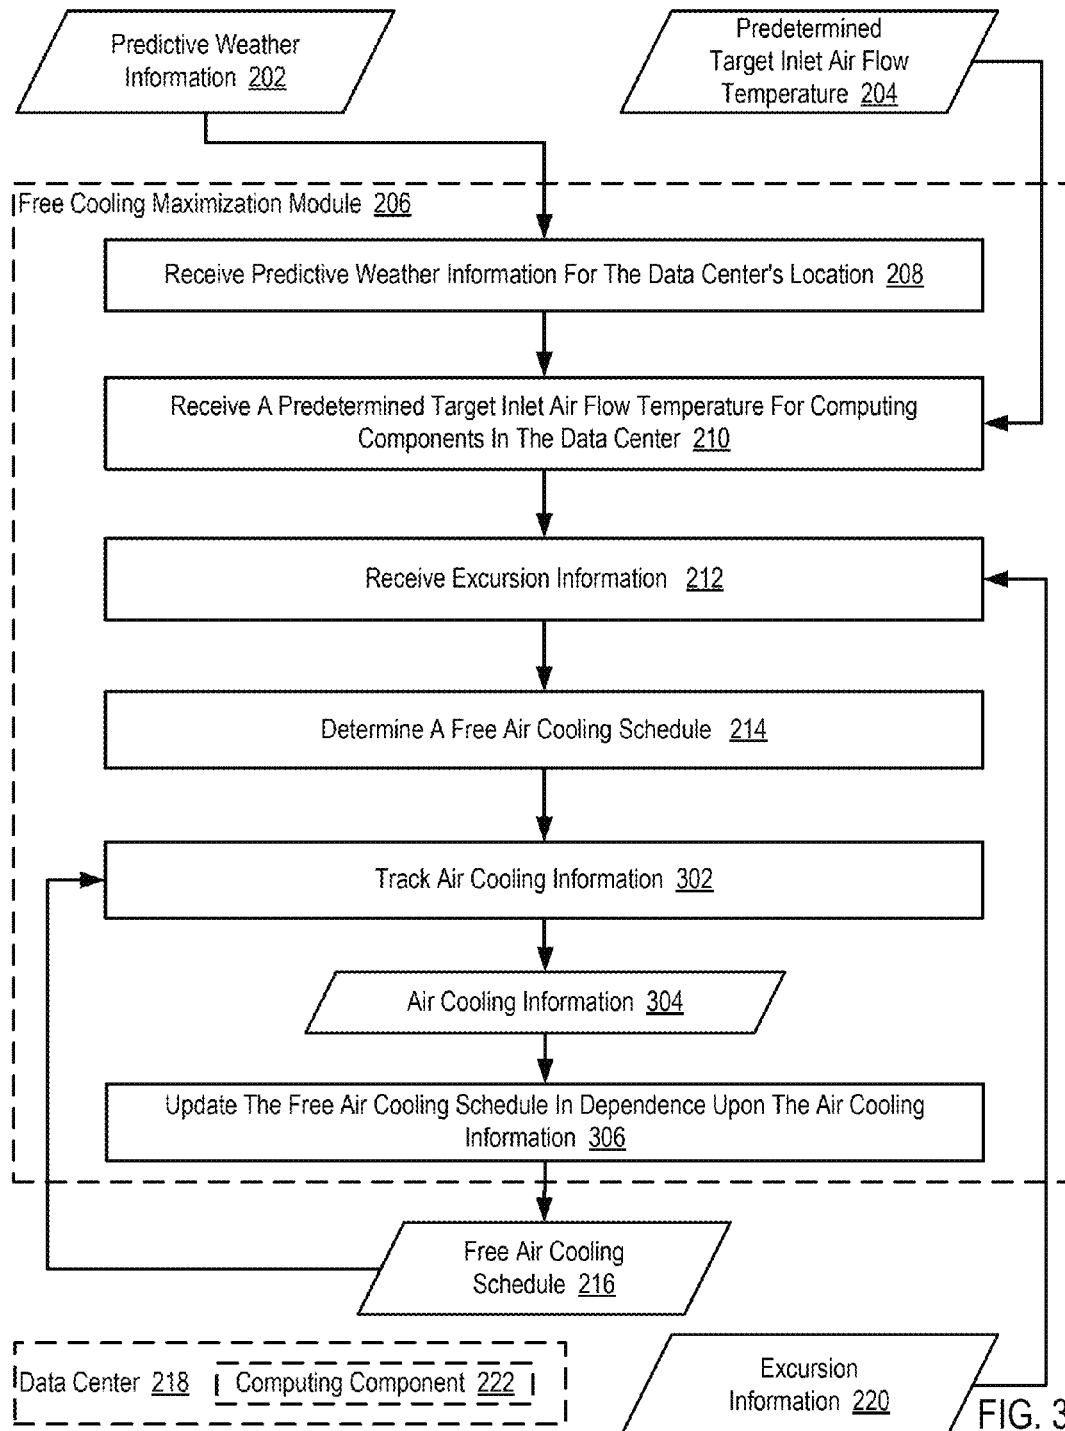 Predictive Weather
Information 202
Predetermined
Target Inlet Air Flow
Temperature 204
Free Cooling Maximization Module 206
Receive Predictive Weather Information For The Data Center's Location 208
Receive A Predetermined Target Inlet Air Flow Temperature For Computing
Components In The Data Center 210
Receive Excursion Information 212
Determine A Free Air Cooling Schedule 214
Track Air Cooling Information 302
Air Cooling Information 304
Update The Free Air Cooling Schedule In Dependence Upon The Air Cooling
Information 306
Free Air Cooling
Schedule 216
Data Center 218
Computing Component 222
Excursion
Information 220
FIG. 3